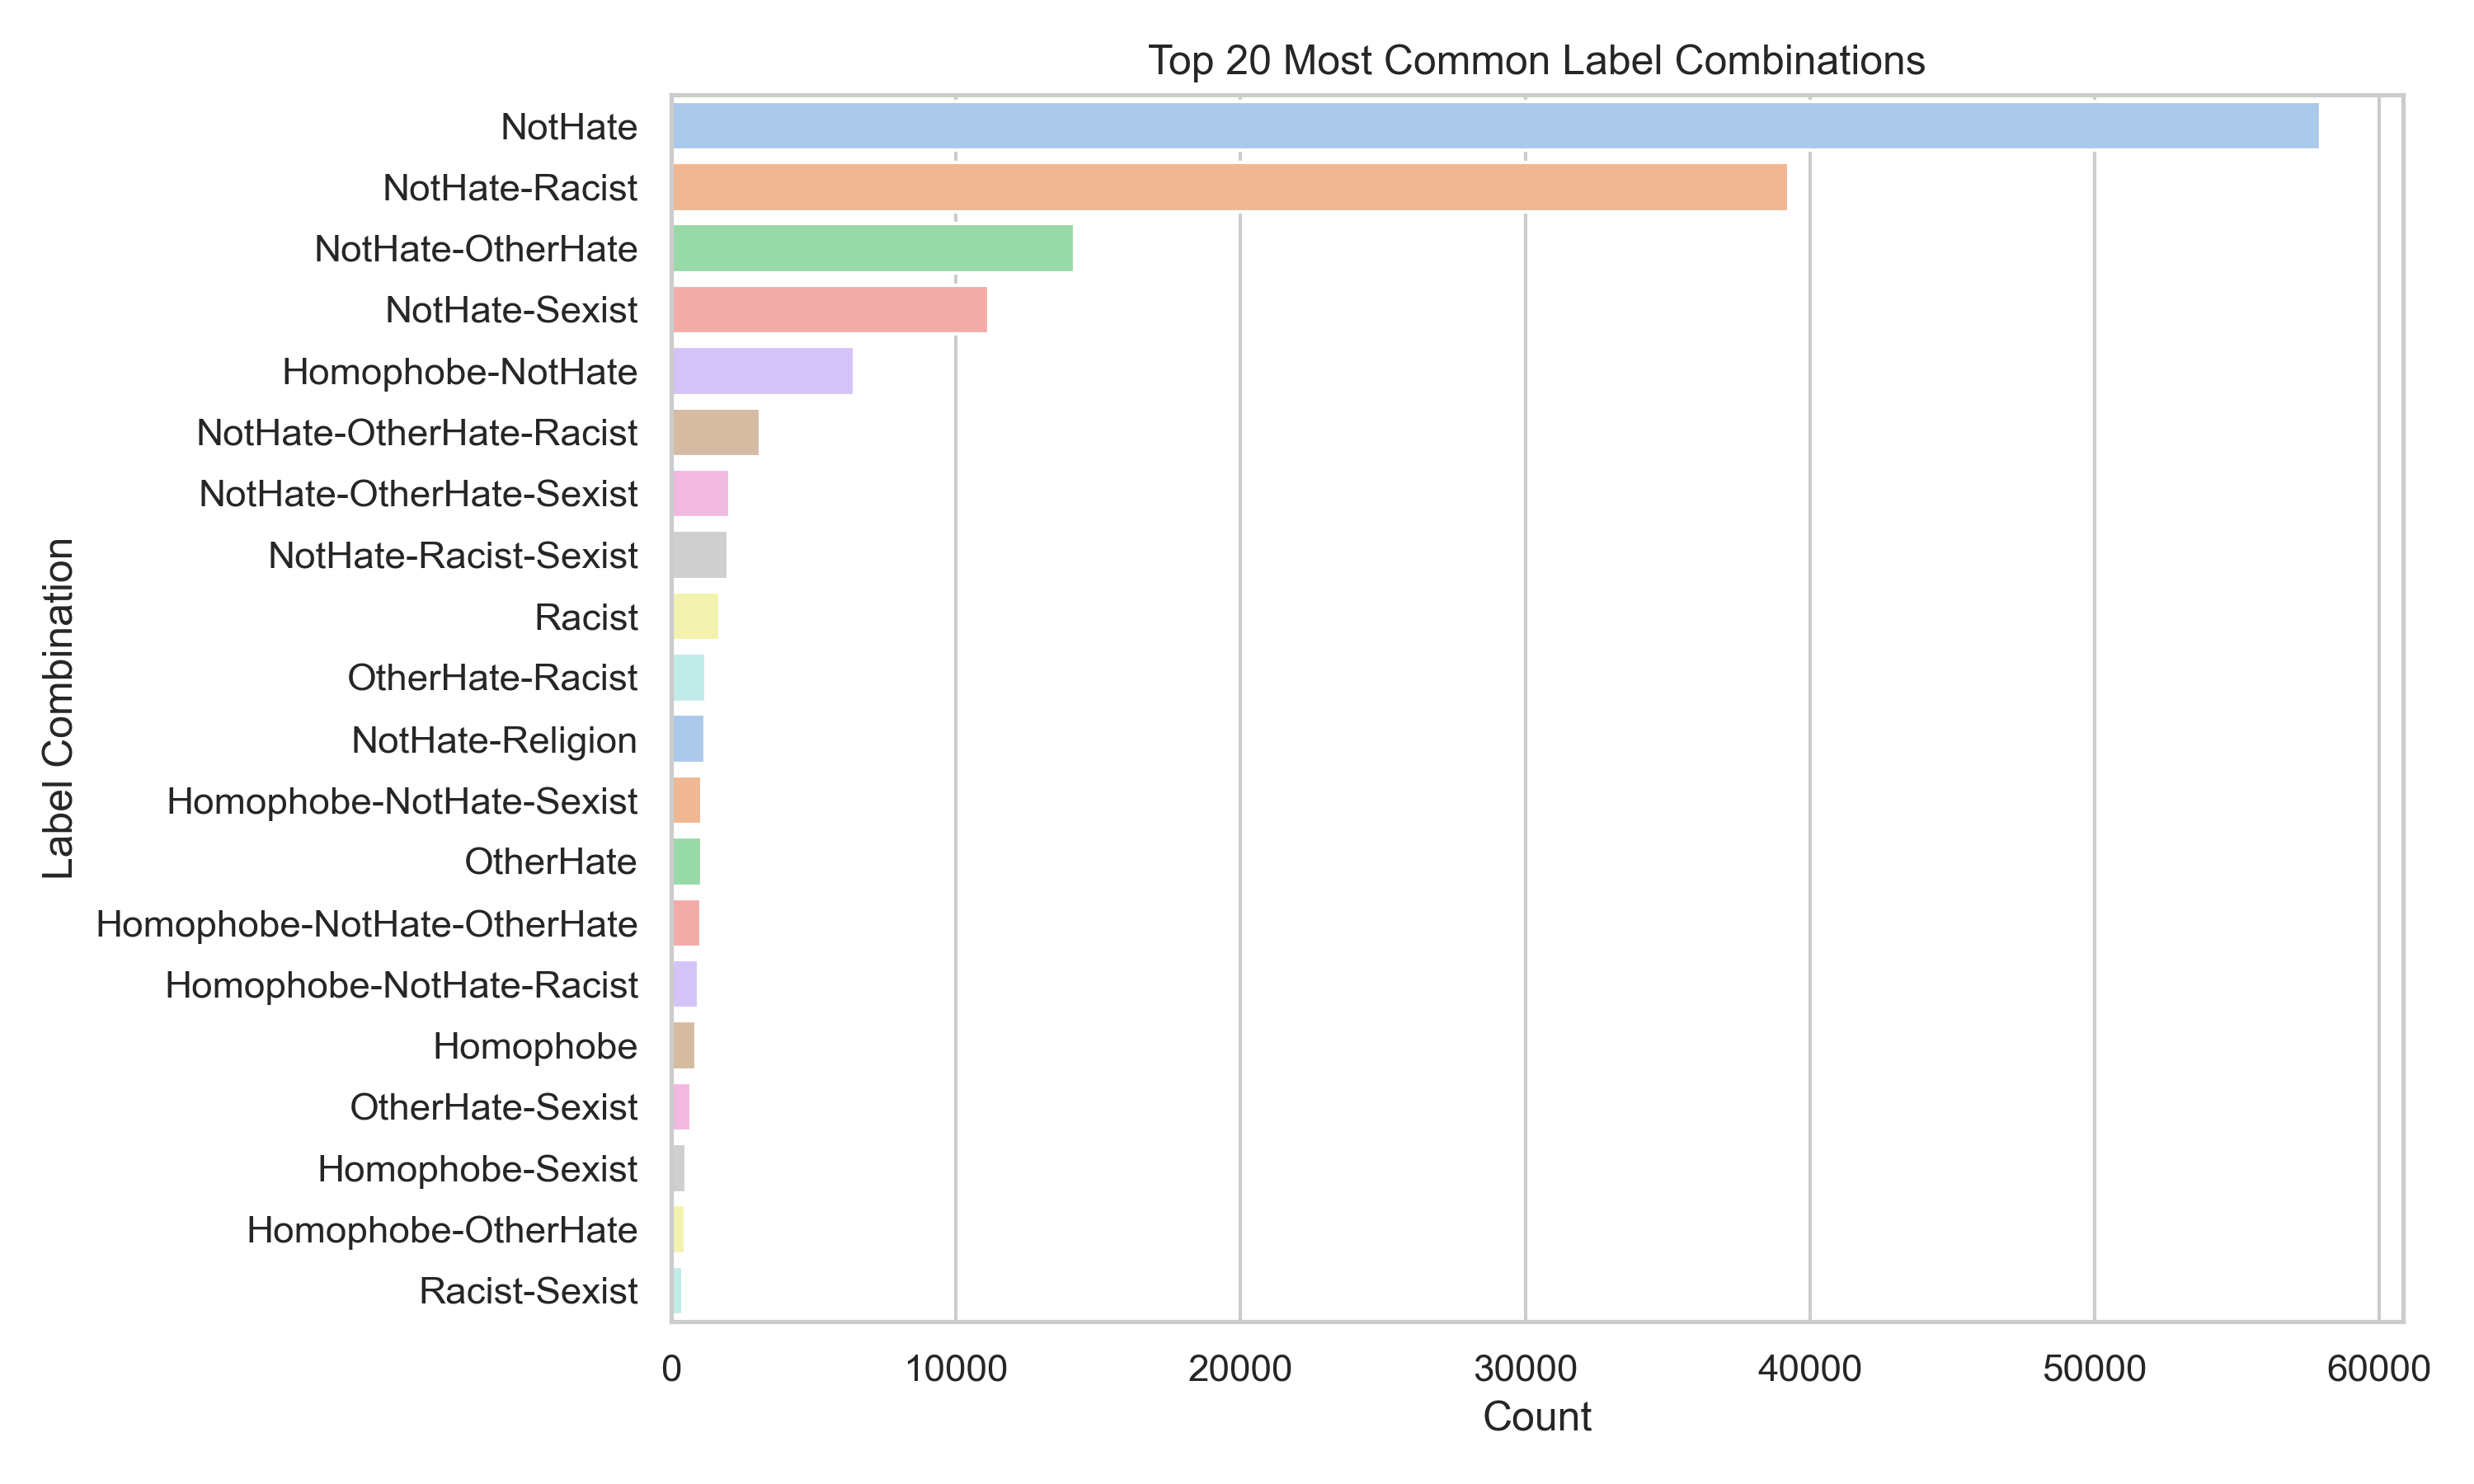 Top 20 Most Common Label Combinations
Label Combination
NotHate
NotHate-Racist
NotHate-OtherHate
NotHate-Sexist
Homophobe-NotHate
NotHate-OtherHate-Racist
NotHate-OtherHate-Sexist
NotHate-Racist-Sexist
Racist
OtherHate-Racist
NotHate-Religion
Homophobe-NotHate-Sexist
OtherHate
Homophobe-NotHate-OtherHate
Homophobe-NotHate-Racist
Homophobe
OtherHate-Sexist
Homophobe-Sexist
Homophobe-OtherHate
Racist-Sexist
0 10000 20000 30000 40000 50000 60000
Count